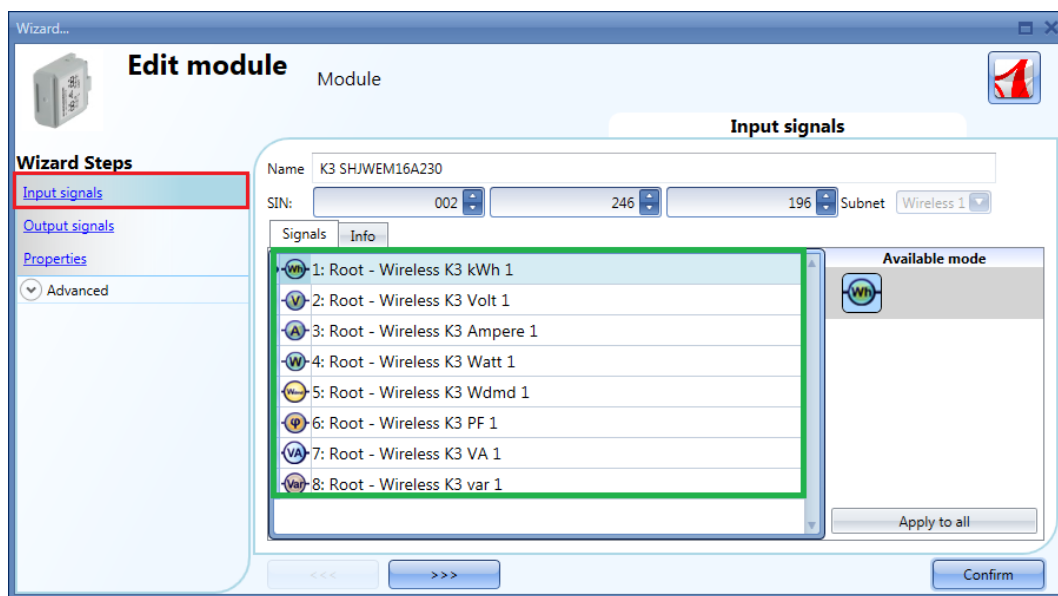 Wizard...
Edit module
Module
Input signals
Wizard Steps
Input signals
Output signals
Properties
Advanced
Name K3 SHJWEM16A230
SIN: 002 246 196 Subnet Wireless 1
Signals Info
Wh 1: Root - Wireless K3 kWh 1
V 2: Root - Wireless K3 Volt 1
A 3: Root - Wireless K3 Ampere 1
W 4: Root - Wireless K3 Watt 1
5: Root - Wireless K3 Wdmd 1
φ 6: Root - Wireless K3 PF 1
VA 7: Root - Wireless K3 VA 1
Var 8: Root - Wireless K3 var 1
Available mode
Wh
Apply to all
<<< >>> Confirm